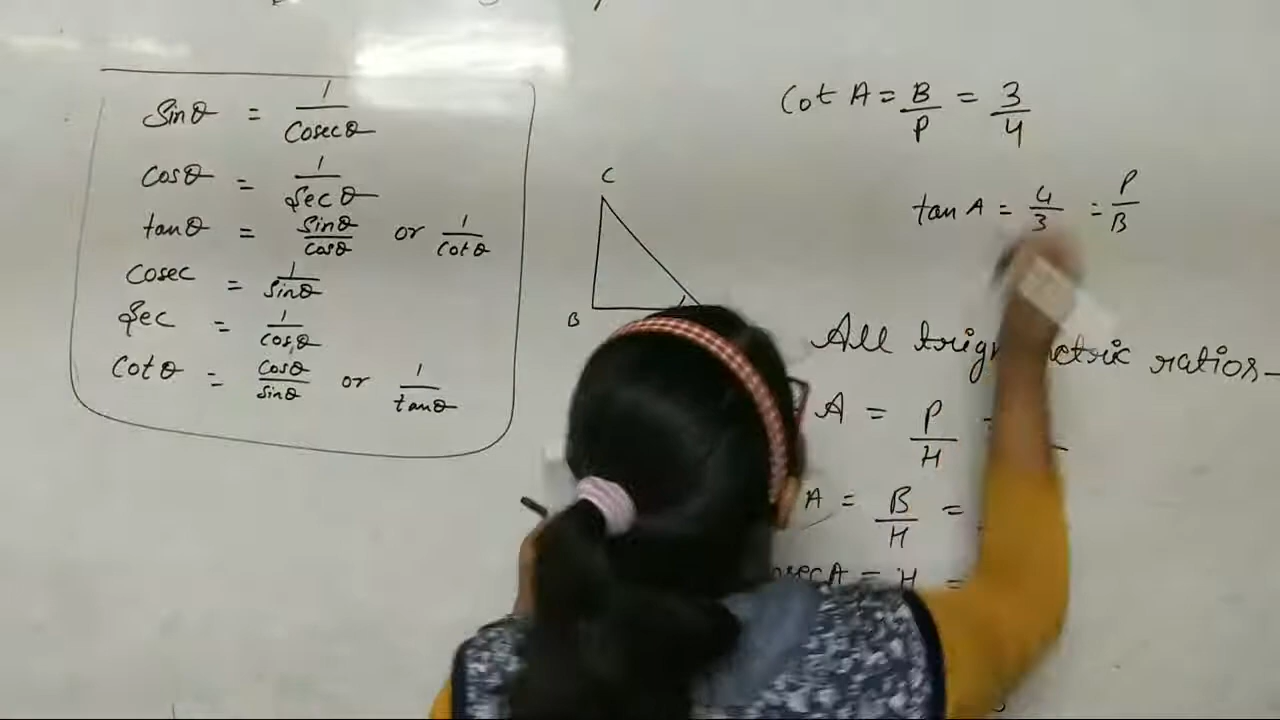 Sinθ = 1/Cosecθ
Cosθ = 1/Secθ
tanθ = Sinθ/Cosθ or 1/Cotθ
Cosec = 1/Sinθ
Sec = 1/Cosθ
Cotθ = Cosθ/Sinθ or 1/tanθ
C
B
Cot A = B/P = 3/4
tan A = 4/3 = P/B
All ratios-
A = P/H
A = B/H =
A = H =